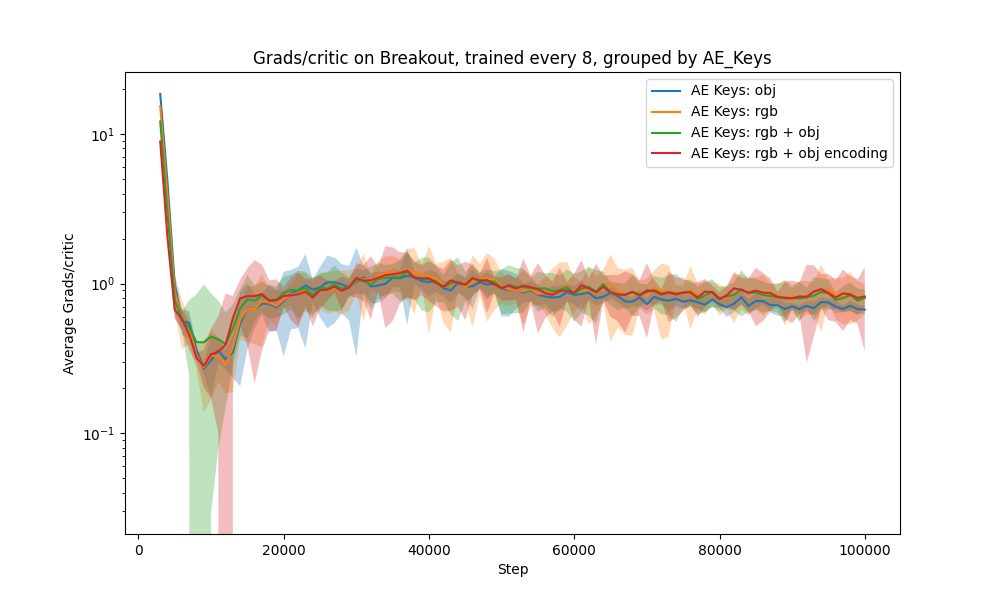 Grads/critic on Breakout, trained every 8, grouped by AE_Keys
AE Keys: obj
AE Keys: rgb
AE Keys: rgb + obj
AE Keys: rgb + obj encoding
Average Grads/critic
10¹
10⁰
10⁻¹
0
20000
40000
60000
80000
100000
Step